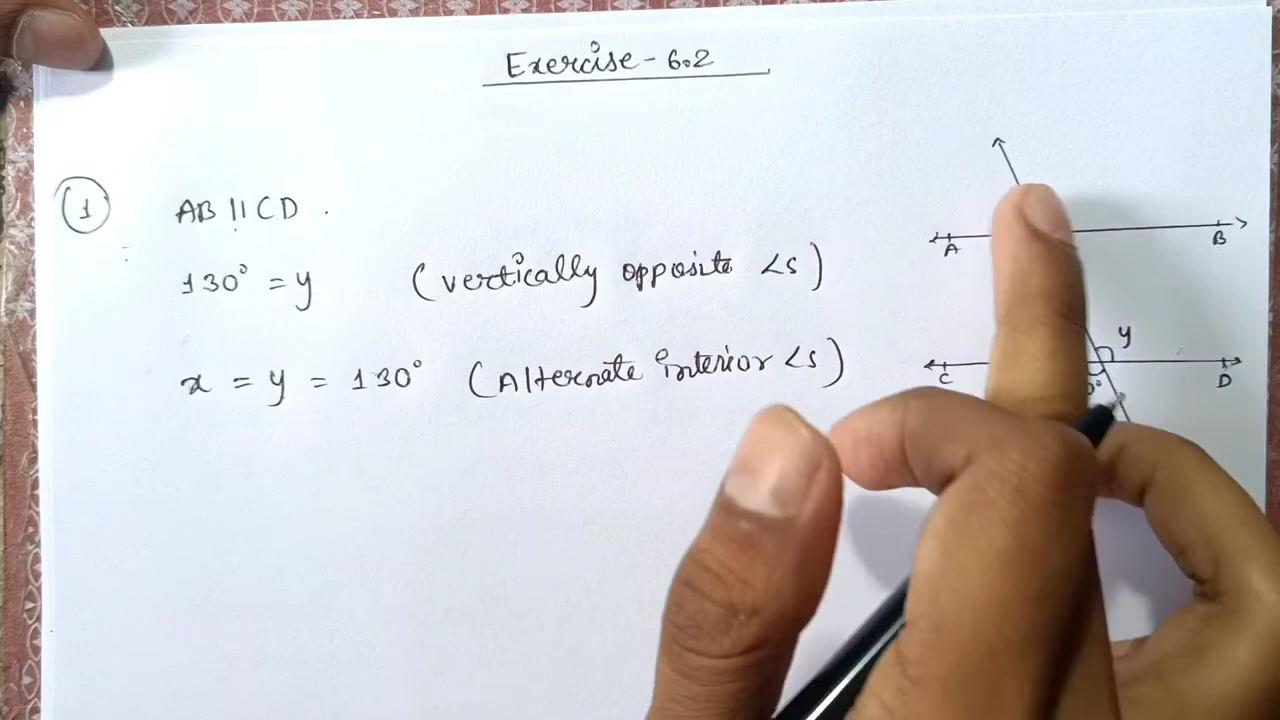 Exercise - 6.2
1 AB || CD .
130° = y (vertically opposite ∠s)
x = y = 130° (Alternate interior ∠s)
A B
y
C D